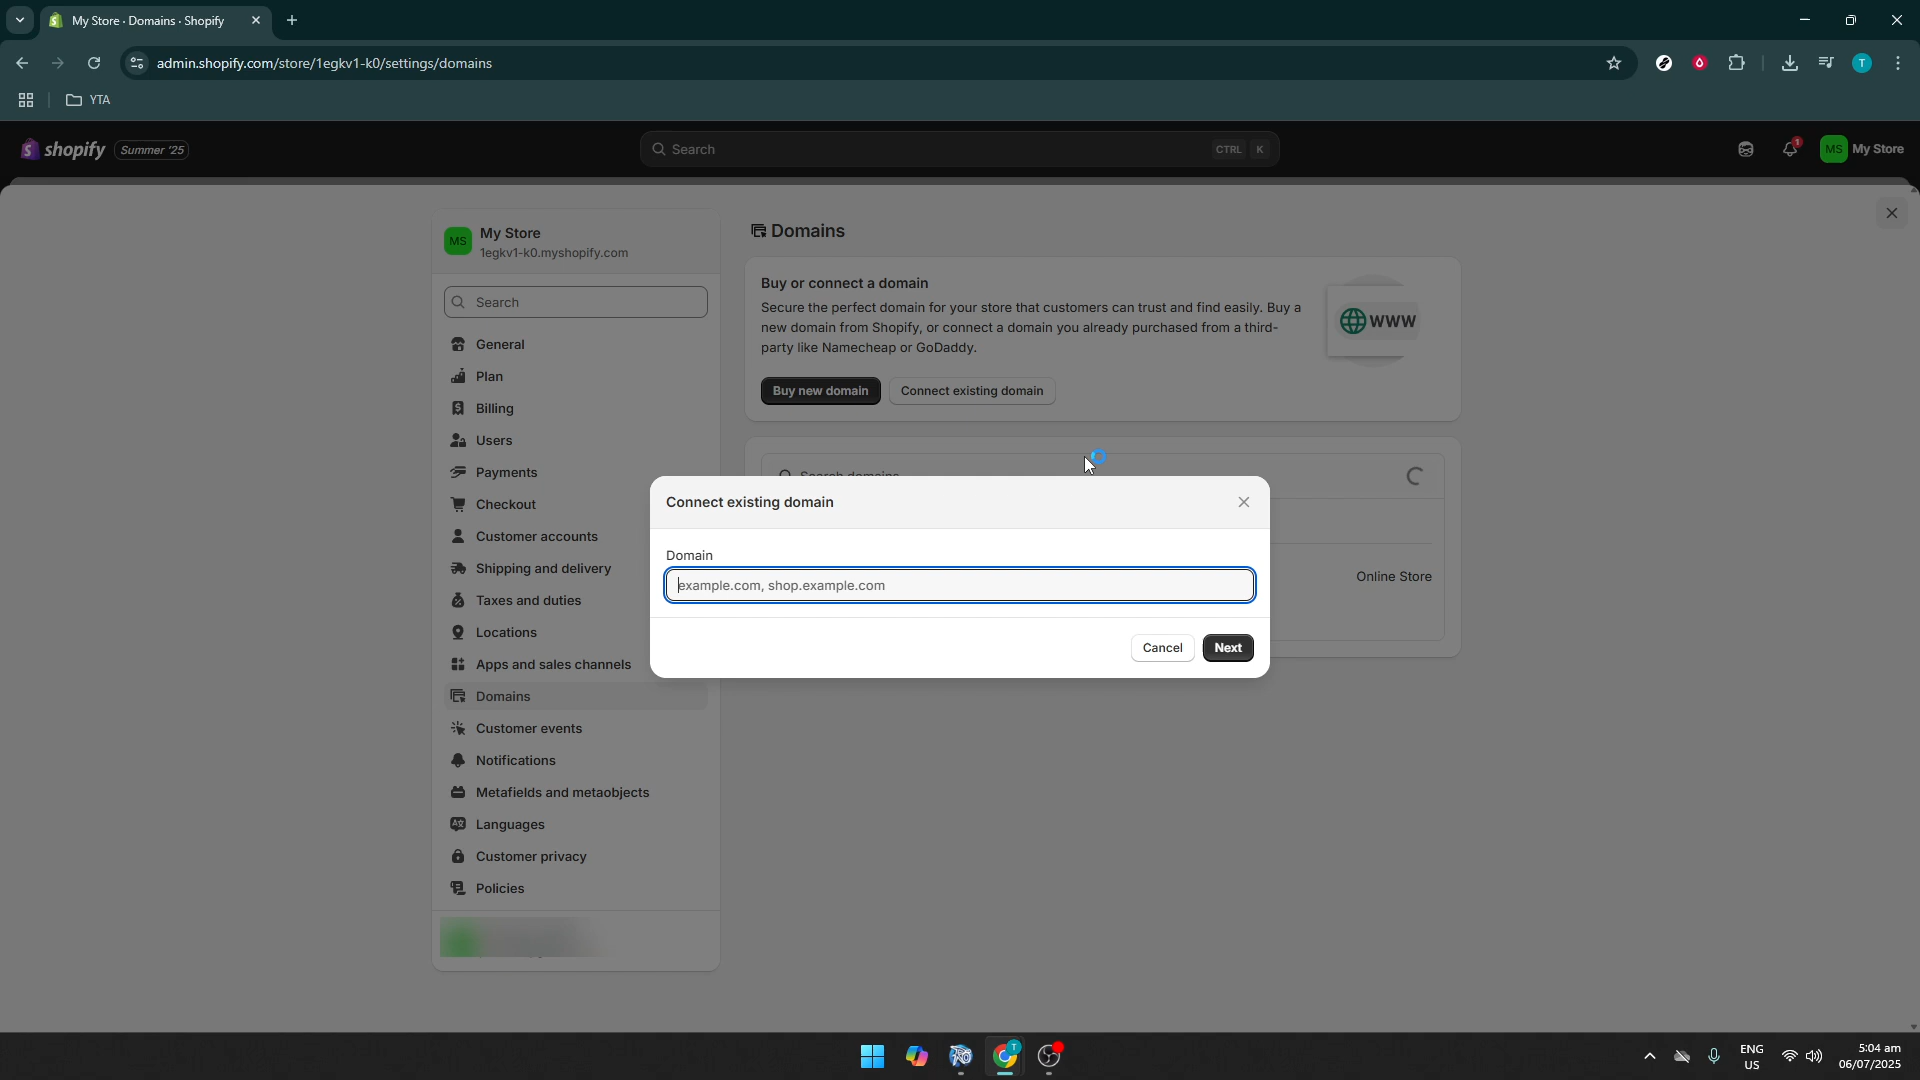 My Store · Domains · Shopify
admin.shopify.com/store/1egkv1-k0/settings/domains
T
YTA
shopify
Summer '25
Search
CTRL K
1
MS
My Store
MS
My Store
1egkv1-k0.myshopify.com
Search
General
Plan
Billing
Users
Payments
Checkout
Customer accounts
Shipping and delivery
Taxes and duties
Locations
Apps and sales channels
Domains
Customer events
Notifications
Metafields and metaobjects
Languages
Customer privacy
Policies
Domains
Buy or connect a domain
Secure the perfect domain for your store that customers can trust and find easily. Buy a
new domain from Shopify, or connect a domain you already purchased from a third-
party like Namecheap or GoDaddy.
WWW
Buy new domain
Connect existing domain
Search domains
Online Store
Connect existing domain
Domain
example.com, shop.example.com
Cancel
Next
T
ENG
US
5:04 am
06/07/2025